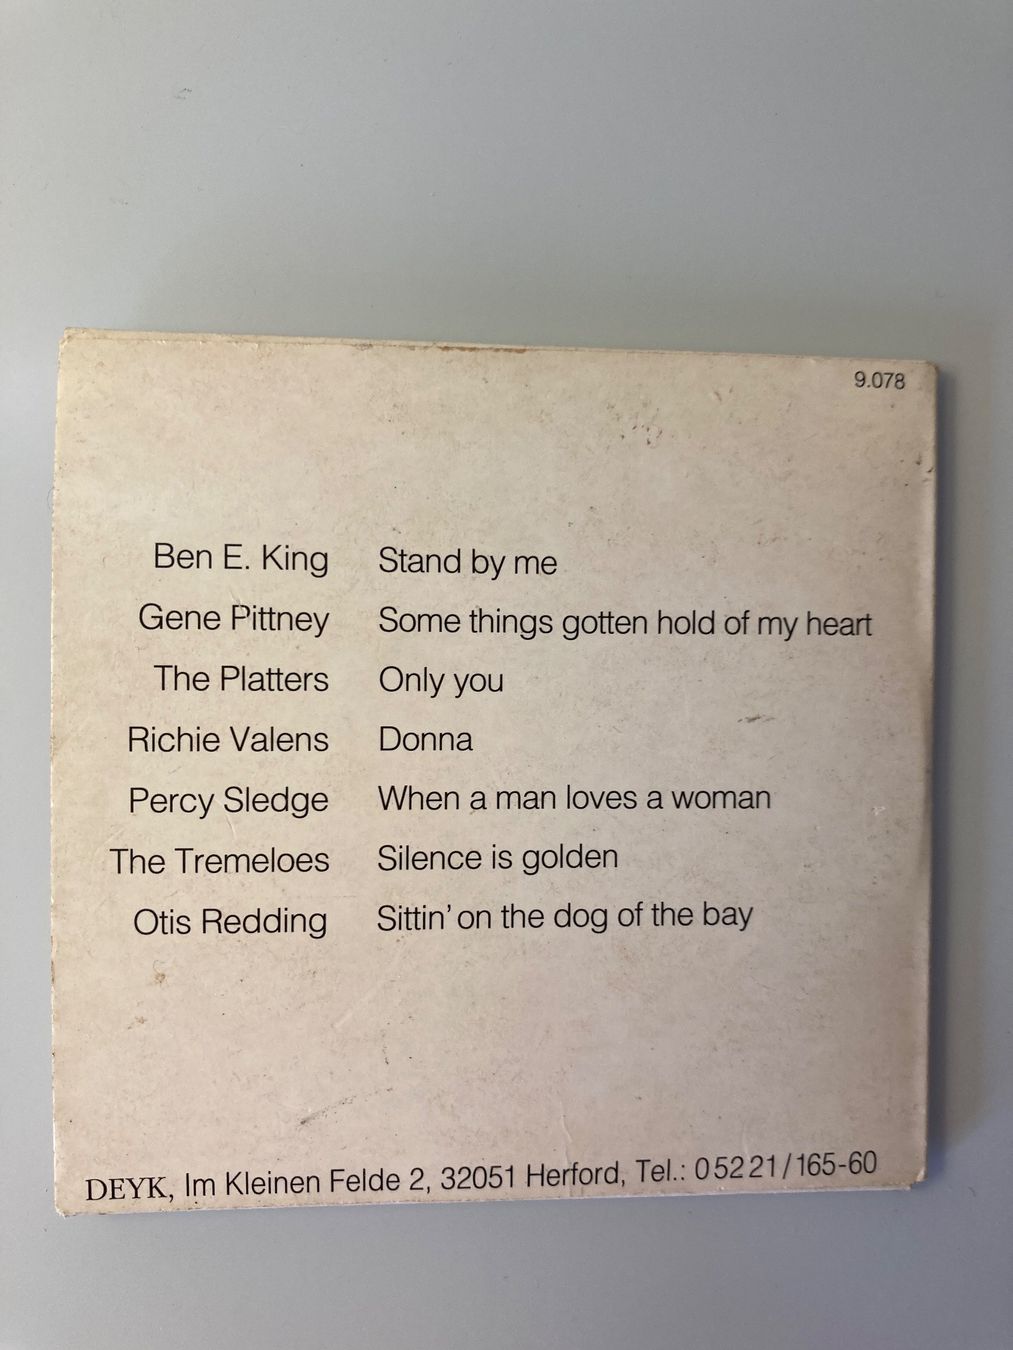 9.078
Ben E. King Stand by me
Gene Pittney Some things gotten hold of my heart
The Platters Only you
Richie Valens Donna
Percy Sledge When a man loves a woman
The Tremeloes Silence is golden
Otis Redding Sittin' on the dog of the bay
DEYK, Im Kleinen Felde 2, 32051 Herford, Tel.: 05221/165-60